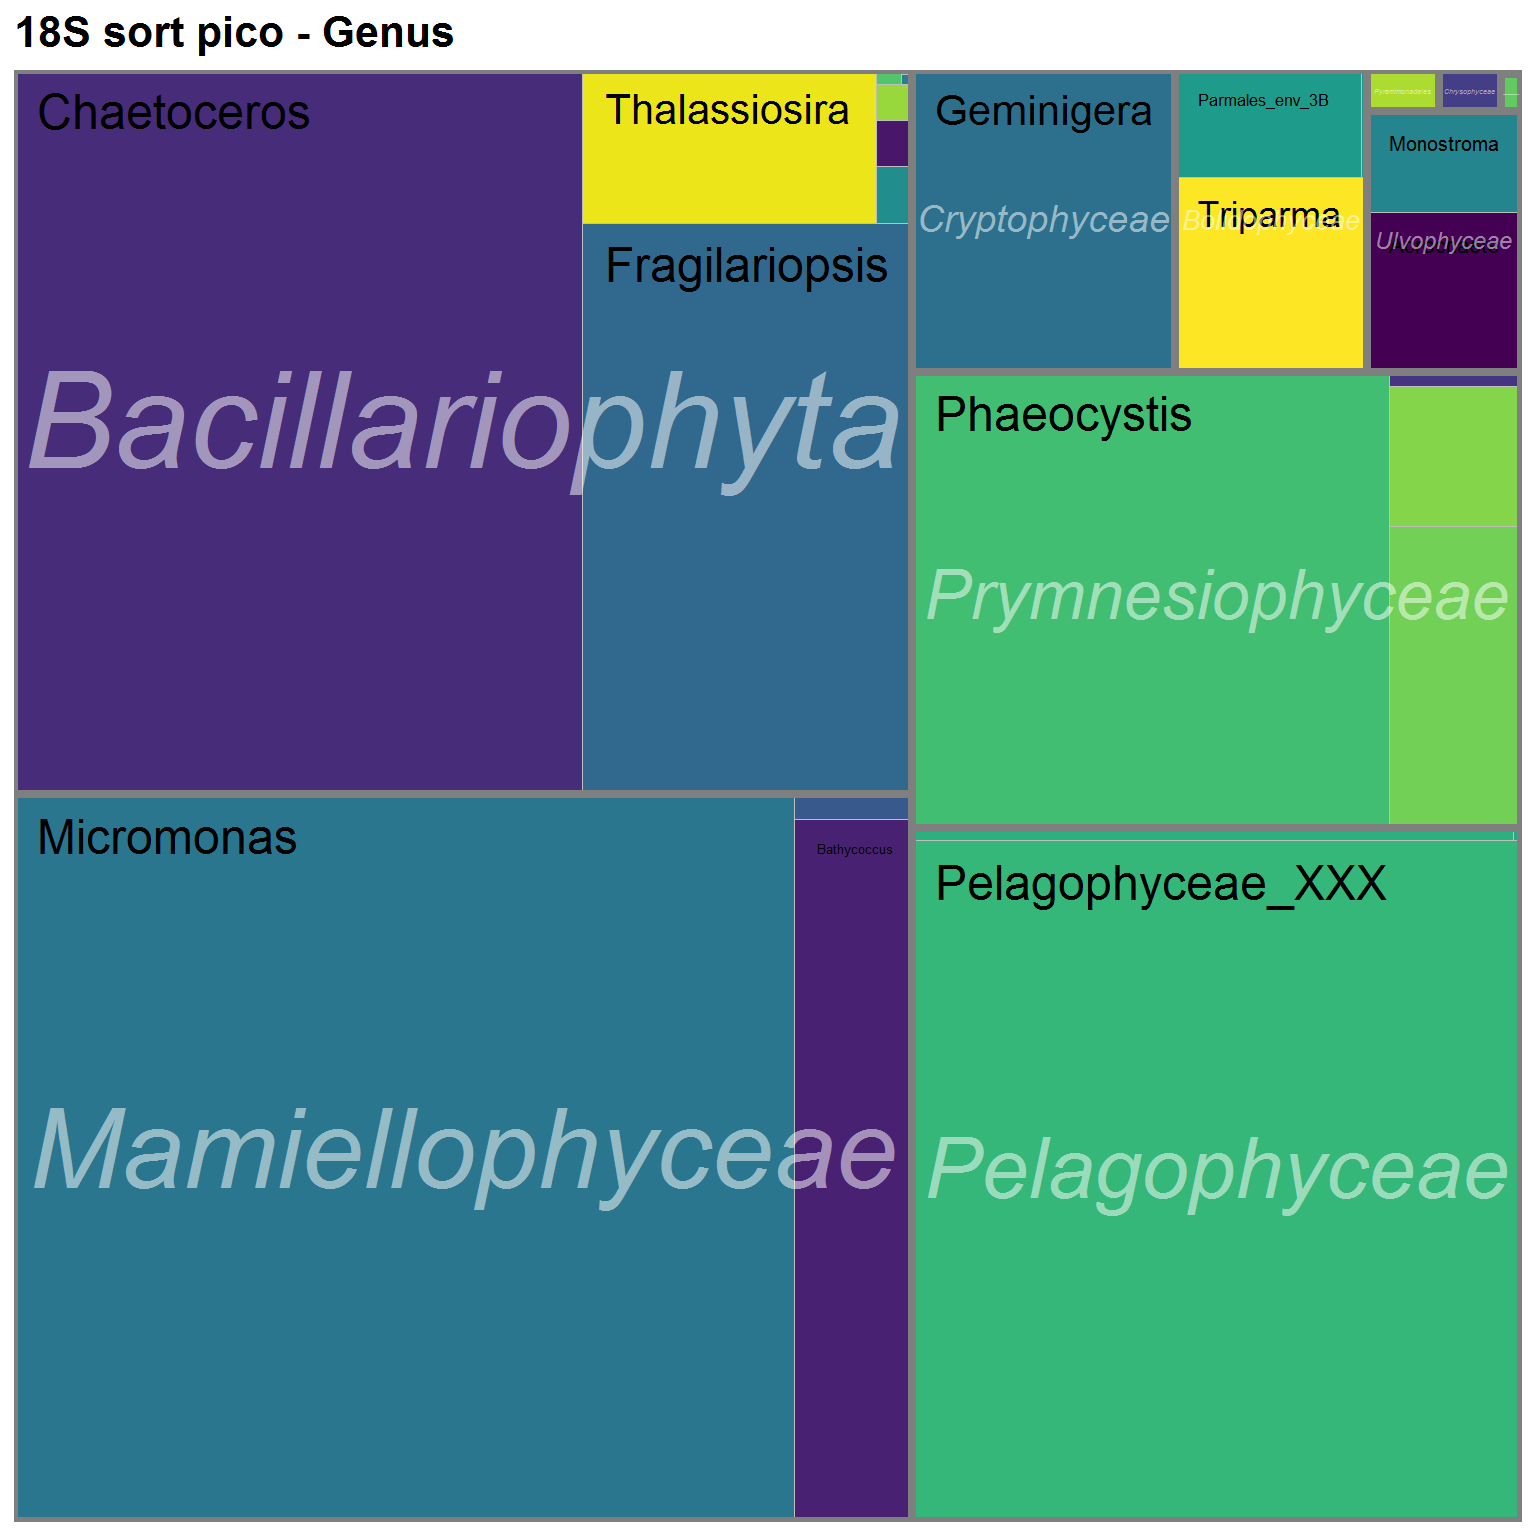 18S sort pico - Genus
Chaetoceros
Thalassiosira
Fragilariopsis
Bacillariophyta
Geminigera
Cryptophyceae
Parmales_env_3B
Triparma
Bolidophyceae
Pyramimonadales
Chrysophyceae
Monostroma
Ulvophyceae
Phaeocystis
Prymnesiophyceae
Micromonas
Bathycoccus
Mamiellophyceae
Pelagophyceae_XXX
Pelagophyceae